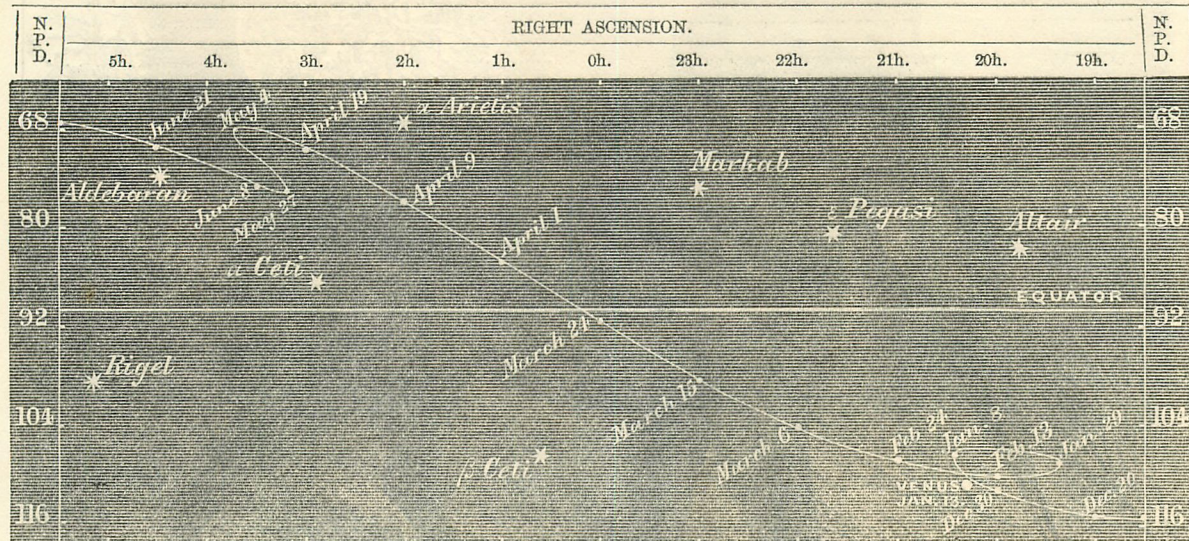 N. P. D.
RIGHT ASCENSION.
N. P. D.
5h. 4h. 3h. 2h. 1h. 0h. 23h. 22h. 21h. 20h. 19h.
68
June 21
May 4
April 19
α Arietis
68
Aldebaran
June 8
May 27
April 9
Markab
80
ε Pegasi
Altair
80
α Ceti
April 1
EQUATOR
92
March 24
92
Rigel
March 15
104
β Ceti
March 6
Feb. 24
Jan. 8
Feb. 13
Jan. 29
104
VENUS
JAN. 13.
Dec. 30
Dec. 20
116
116